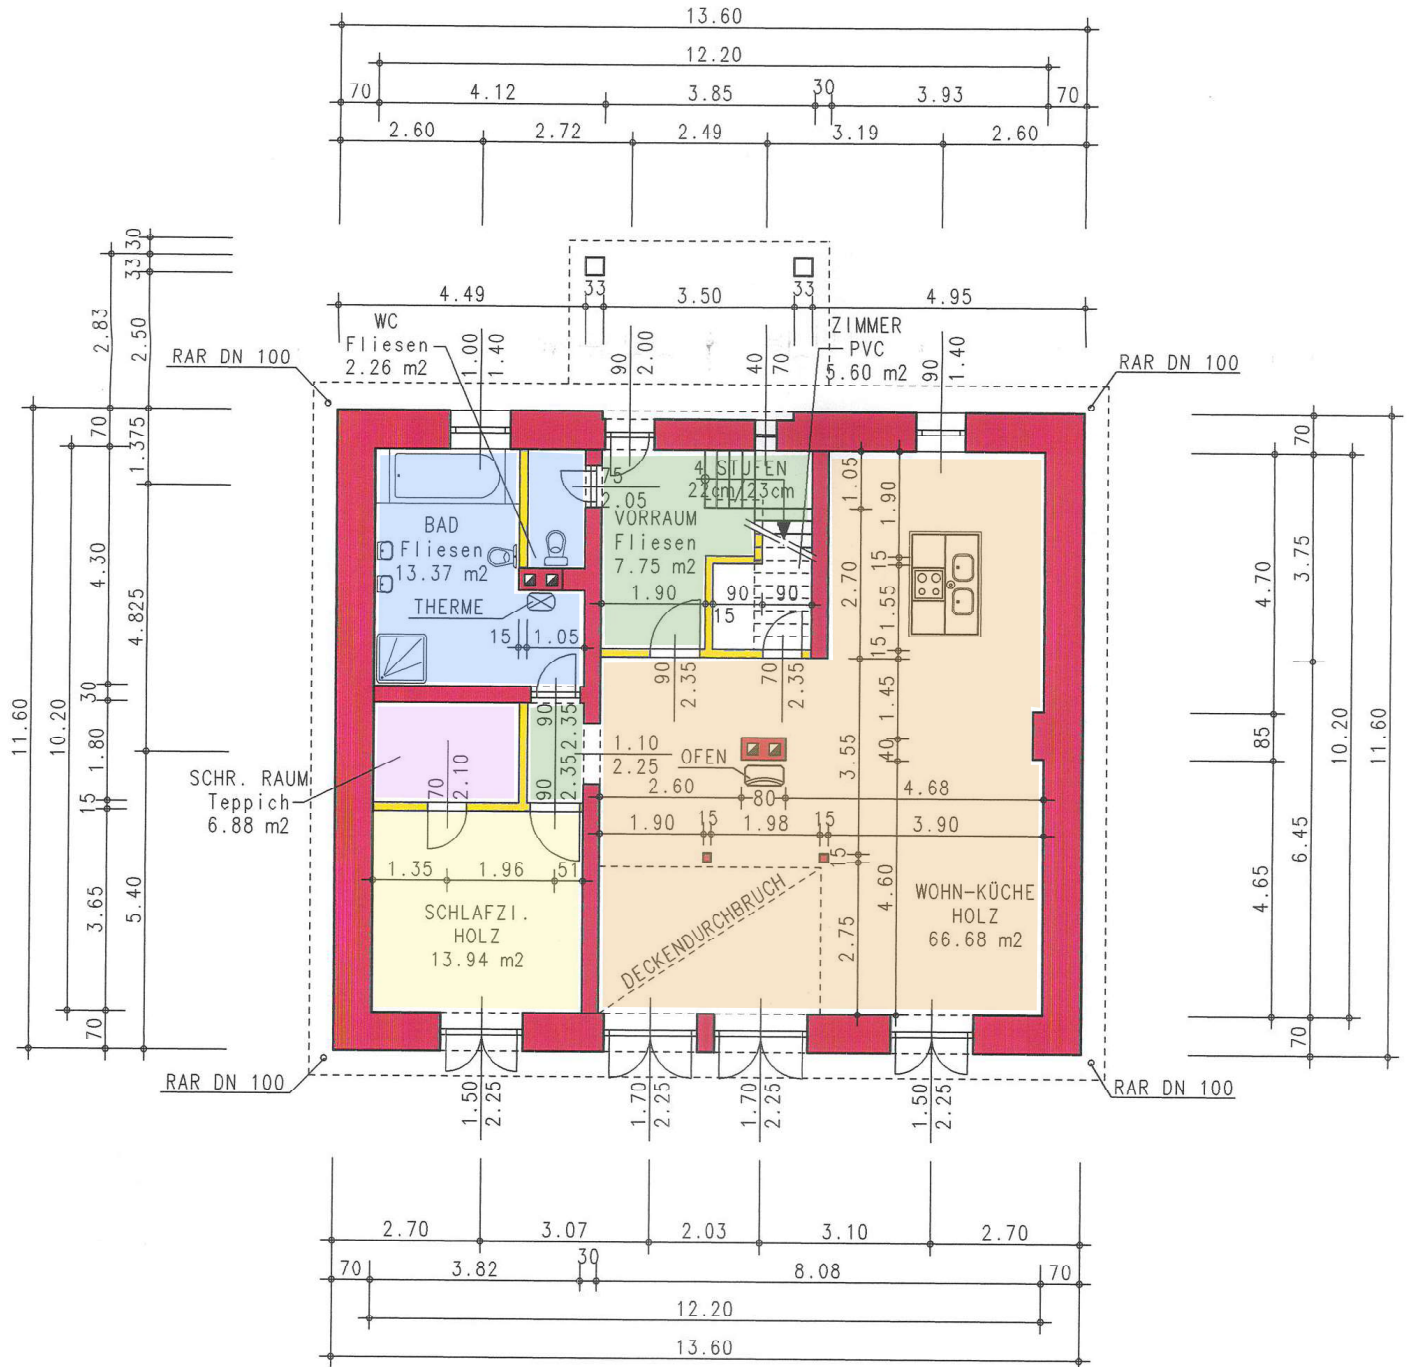 13.60
12.20
70 4.12 3.85 30 3.93 70
2.60 2.72 2.49 3.19 2.60
4.49 33 3.50 33 4.95
WC
Fliesen
2.26 m2
1.00
1.40
90
2.00
40
70
ZIMMER
PVC
5.60 m2
90
1.40
RAR DN 100
RAR DN 100
30
33
2.83
2.50
70
1.375
4.30
4.825
30
1.80
15
3.65
5.40
70
10.20
11.60
BAD
Fliesen
13.37 m2
THERME
15 1.05
75
2.05
VORRAUM
Fliesen
7.75 m2
4 STUFEN
22cm/23cm
1.90
90 90
15
90
2.35
70
2.35
1.05
1.90
15
2.70
1.55
15
1.45
40
3.55
15
4.60
2.75
90
2.35
90
2.35
1.10
2.25
OFEN
2.60 80 4.68
1.90 15 1.98 15 3.90
SCHR. RAUM
Teppich
6.88 m2
70
2.10
1.35 1.96 51
SCHLAFZI.
HOLZ
13.94 m2
DECKENDURCHBRUCH
WOHN-KÜCHE
HOLZ
66.68 m2
70
4.70
3.75
85
10.20
11.60
4.65
6.45
70
RAR DN 100
RAR DN 100
1.50
2.25
1.70
2.25
1.70
2.25
1.50
2.25
2.70 3.07 2.03 3.10 2.70
70 3.82 30 8.08 70
12.20
13.60